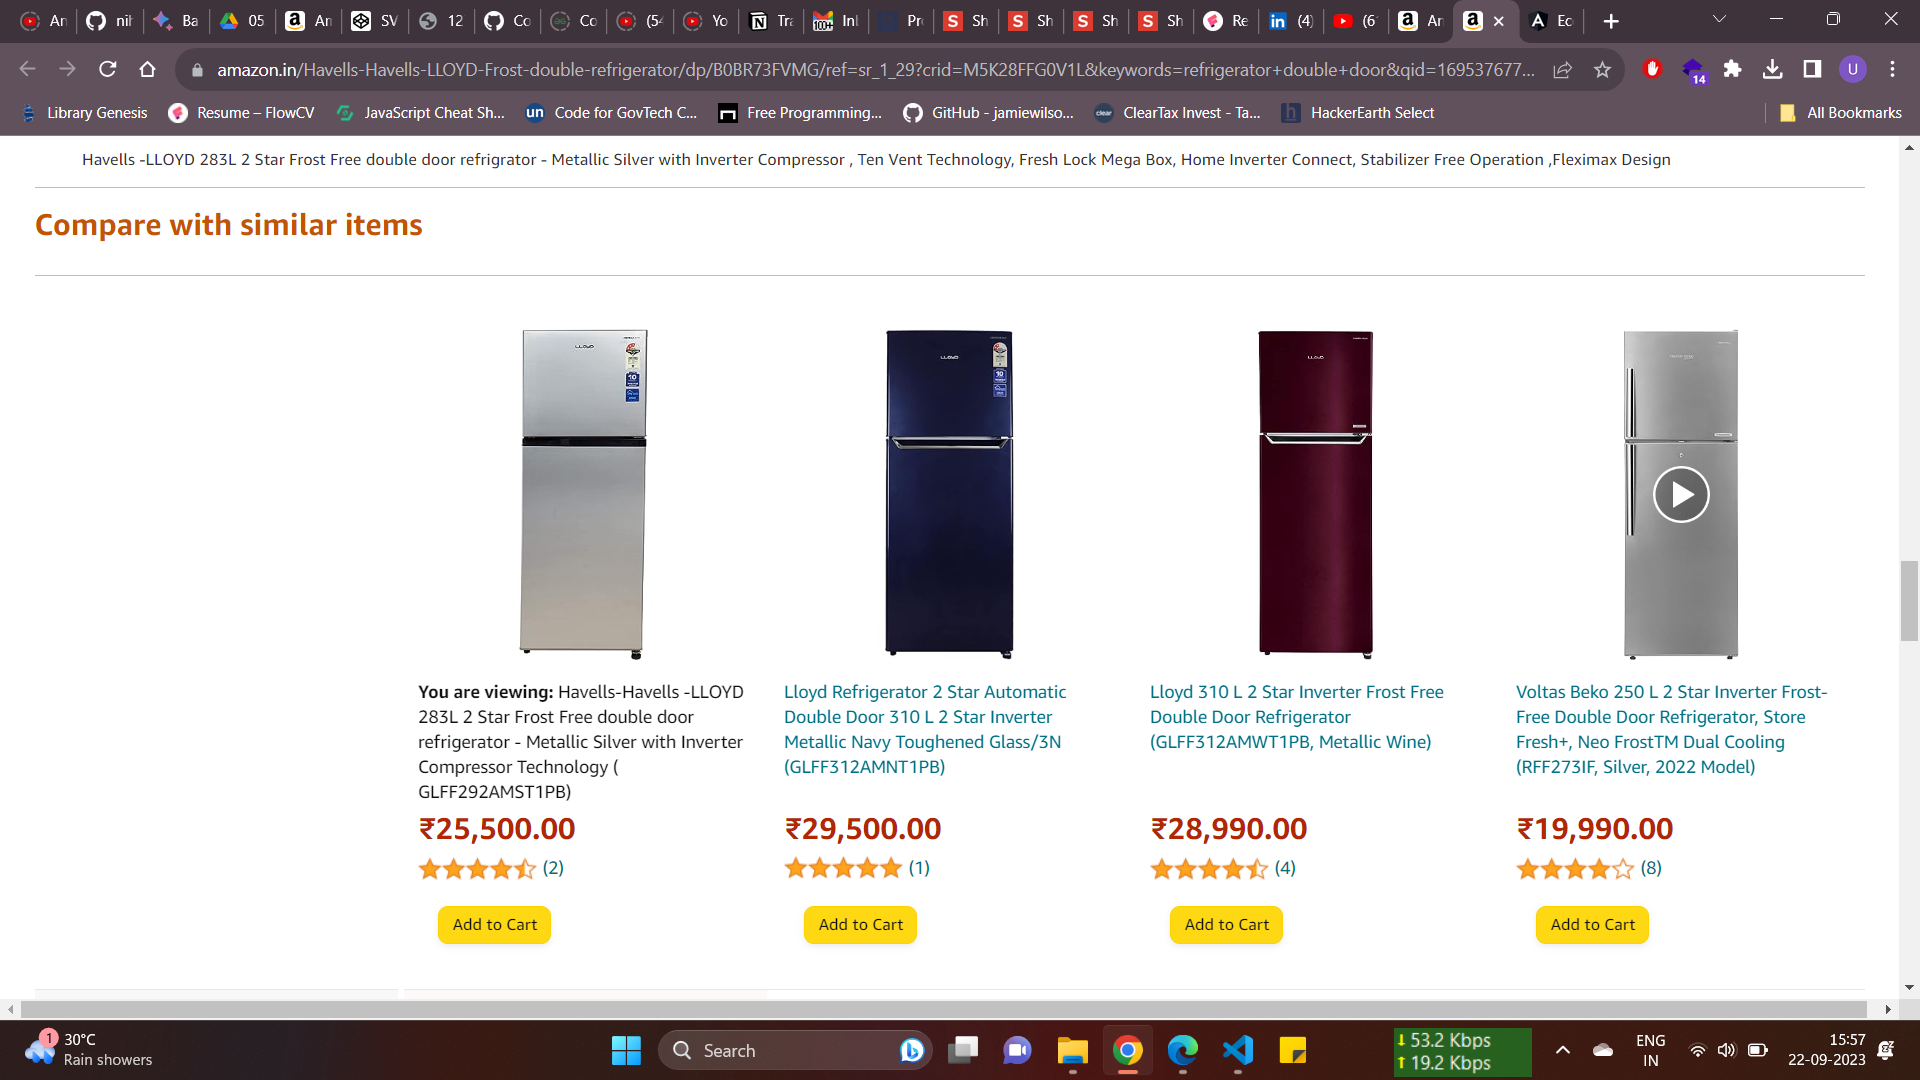 An
nih
Ba
05
An
SV
12
Co
Co
(54
Yo
Tra
Inb
Pre
Sh
Sh
Sh
Sh
Re
(4)
(6
An
Ec
amazon.in/Havells-Havells-LLOYD-Frost-double-refrigerator/dp/B0BR73FVMG/ref=sr_1_29?crid=M5K28FFG0V1L&keywords=refrigerator+double+door&qid=169537677...
14
U
Library Genesis
Resume – FlowCV
JavaScript Cheat Sh...
Code for GovTech C...
Free Programming...
GitHub - jamiewilso...
ClearTax Invest - Ta...
HackerEarth Select
All Bookmarks
Havells -LLOYD 283L 2 Star Frost Free double door refrigrator - Metallic Silver with Inverter Compressor , Ten Vent Technology, Fresh Lock Mega Box, Home Inverter Connect, Stabilizer Free Operation ,Fleximax Design
Compare with similar items
LLOYD
LLOYD
LLOYD
You are viewing: Havells-Havells -LLOYD
283L 2 Star Frost Free double door
refrigerator - Metallic Silver with Inverter
Compressor Technology (
GLFF292AMST1PB)
₹25,500.00
(2)
Add to Cart
Lloyd Refrigerator 2 Star Automatic
Double Door 310 L 2 Star Inverter
Metallic Navy Toughened Glass/3N
(GLFF312AMNT1PB)
₹29,500.00
(1)
Add to Cart
Lloyd 310 L 2 Star Inverter Frost Free
Double Door Refrigerator
(GLFF312AMWT1PB, Metallic Wine)
₹28,990.00
(4)
Add to Cart
Voltas Beko 250 L 2 Star Inverter Frost-
Free Double Door Refrigerator, Store
Fresh+, Neo FrostTM Dual Cooling
(RFF273IF, Silver, 2022 Model)
₹19,990.00
(8)
Add to Cart
1
30°C
Rain showers
Search
53.2 Kbps
19.2 Kbps
ENG
IN
15:57
22-09-2023